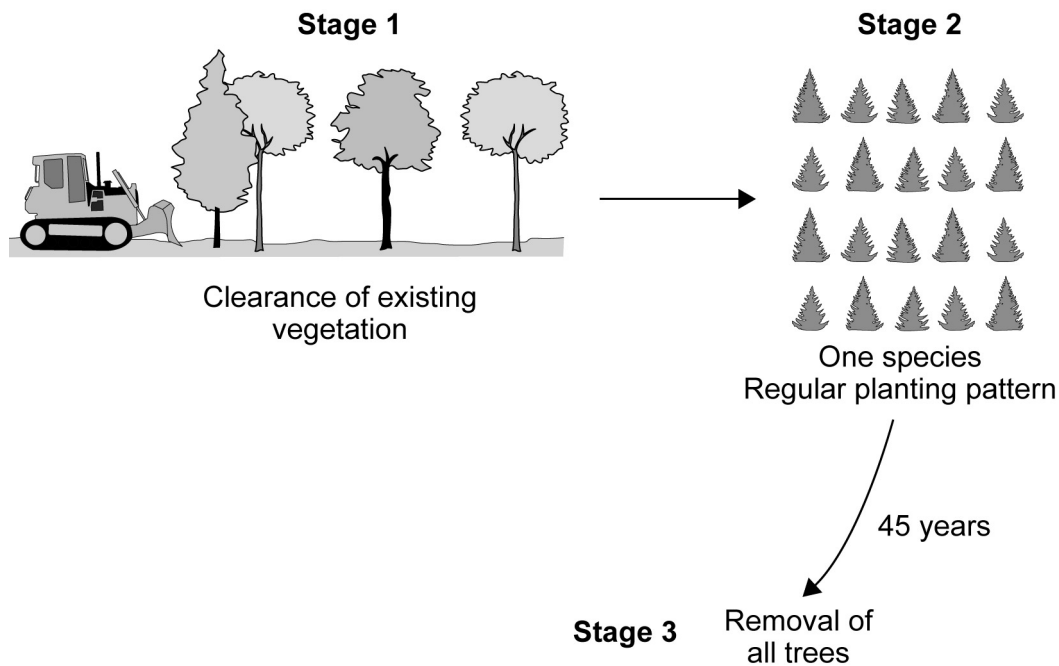 Stage 1
Clearance of existing
vegetation
Stage 2
One species
Regular planting pattern
45 years
Stage 3
Removal of
all trees